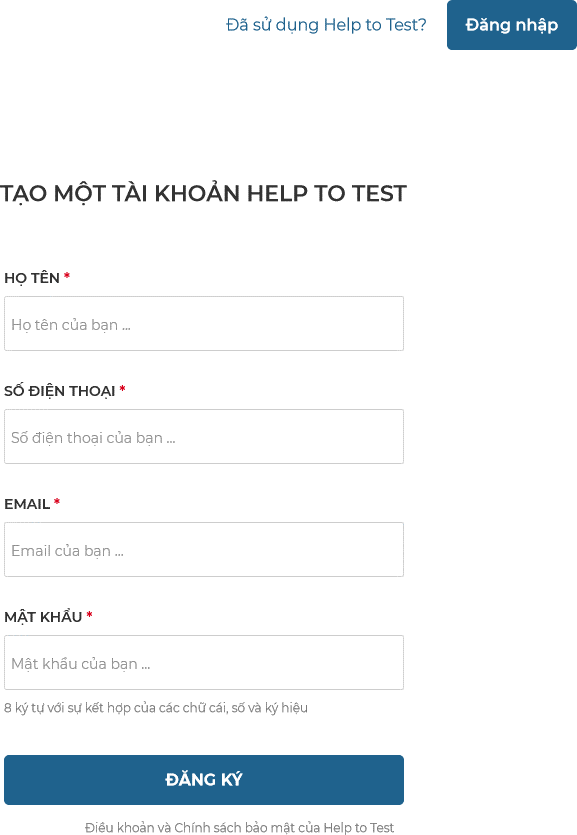 Đã sử dụng Help to Test?
Đăng nhập
TẠO MỘT TÀI KHOẢN HELP TO TEST
HỌ TÊN *
Họ tên của bạn ...
SỐ ĐIỆN THOẠI *
Số điện thoại của bạn ...
EMAIL *
Email của bạn ...
MẬT KHẨU *
Mật khẩu của bạn ...
8 ký tự với sự kết hợp của các chữ cái, số và ký hiệu
ĐĂNG KÝ
Điều khoản và Chính sách bảo mật của Help to Test